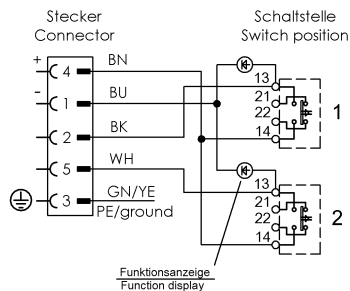 Stecker
Connector
Schaltstelle
Switch position
+ 4 BN
- 1 BU
2 BK
5 WH
3 GN/YE
PE/ground
13
21
22
14
1
13
21
22
14
2
Funktionsanzeige
Function display